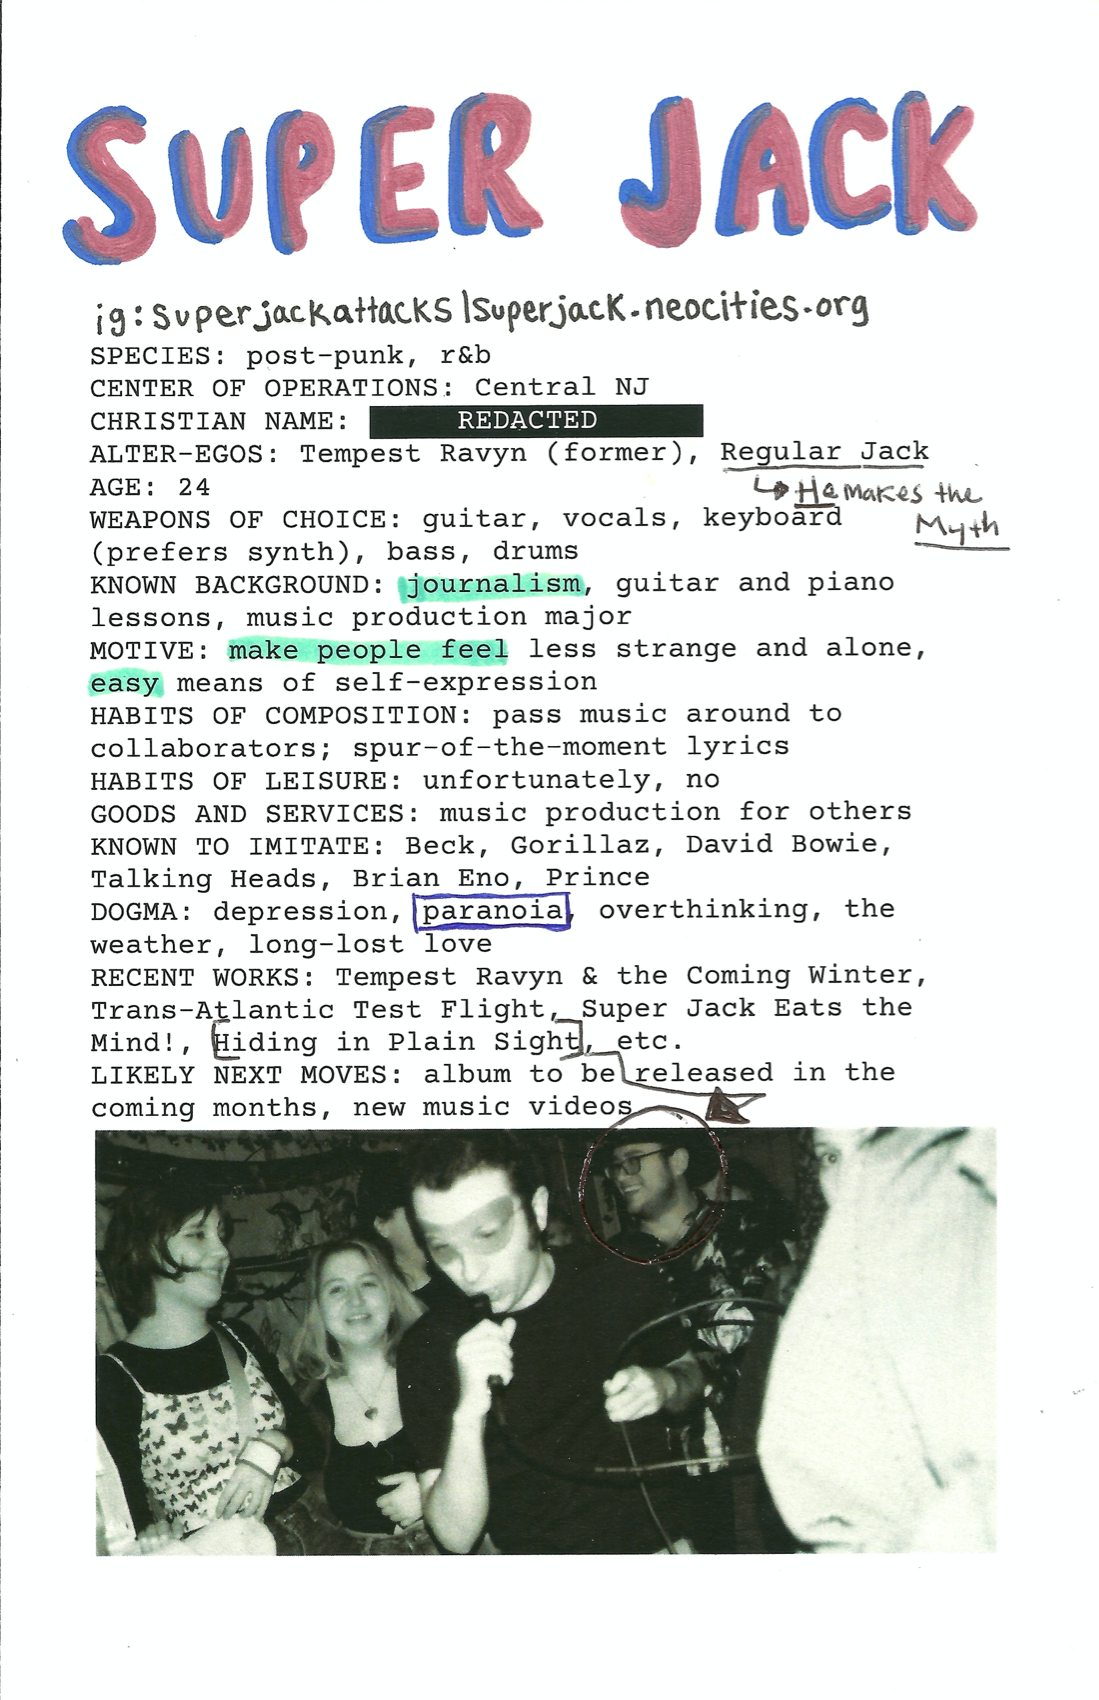 SUPER JACK
ig: superjackattacks | superjack.neocities.org
SPECIES: post-punk, r&b
CENTER OF OPERATIONS: Central NJ
CHRISTIAN NAME: REDACTED
ALTER-EGOS: Tempest Ravyn (former), Regular Jack
↳ He makes the
Myth
AGE: 24
WEAPONS OF CHOICE: guitar, vocals, keyboard
(prefers synth), bass, drums
KNOWN BACKGROUND: journalism, guitar and piano
lessons, music production major
MOTIVE: make people feel less strange and alone,
easy means of self-expression
HABITS OF COMPOSITION: pass music around to
collaborators; spur-of-the-moment lyrics
HABITS OF LEISURE: unfortunately, no
GOODS AND SERVICES: music production for others
KNOWN TO IMITATE: Beck, Gorillaz, David Bowie,
Talking Heads, Brian Eno, Prince
DOGMA: depression, paranoia, overthinking, the
weather, long-lost love
RECENT WORKS: Tempest Ravyn & the Coming Winter,
Trans-Atlantic Test Flight, Super Jack Eats the
Mind!, [Hiding in Plain Sight], etc.
LIKELY NEXT MOVES: album to be released in the
coming months, new music videos